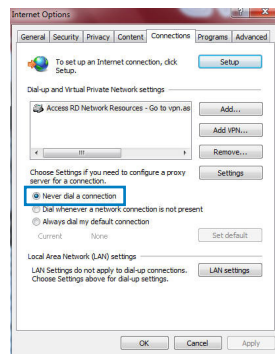 Internet Options
General Security Privacy Content Connections Programs Advanced
To set up an Internet connection, click Setup.
Setup
Dial-up and Virtual Private Network settings
Access RD Network Resources - Go to vpn.as
Add...
Add VPN...
Remove...
Choose Settings if you need to configure a proxy server for a connection.
Settings
Never dial a connection
Dial whenever a network connection is not present
Always dial my default connection
Current None
Set default
Local Area Network (LAN) settings
LAN Settings do not apply to dial-up connections.
Choose Settings above for dial-up settings.
LAN settings
OK Cancel Apply